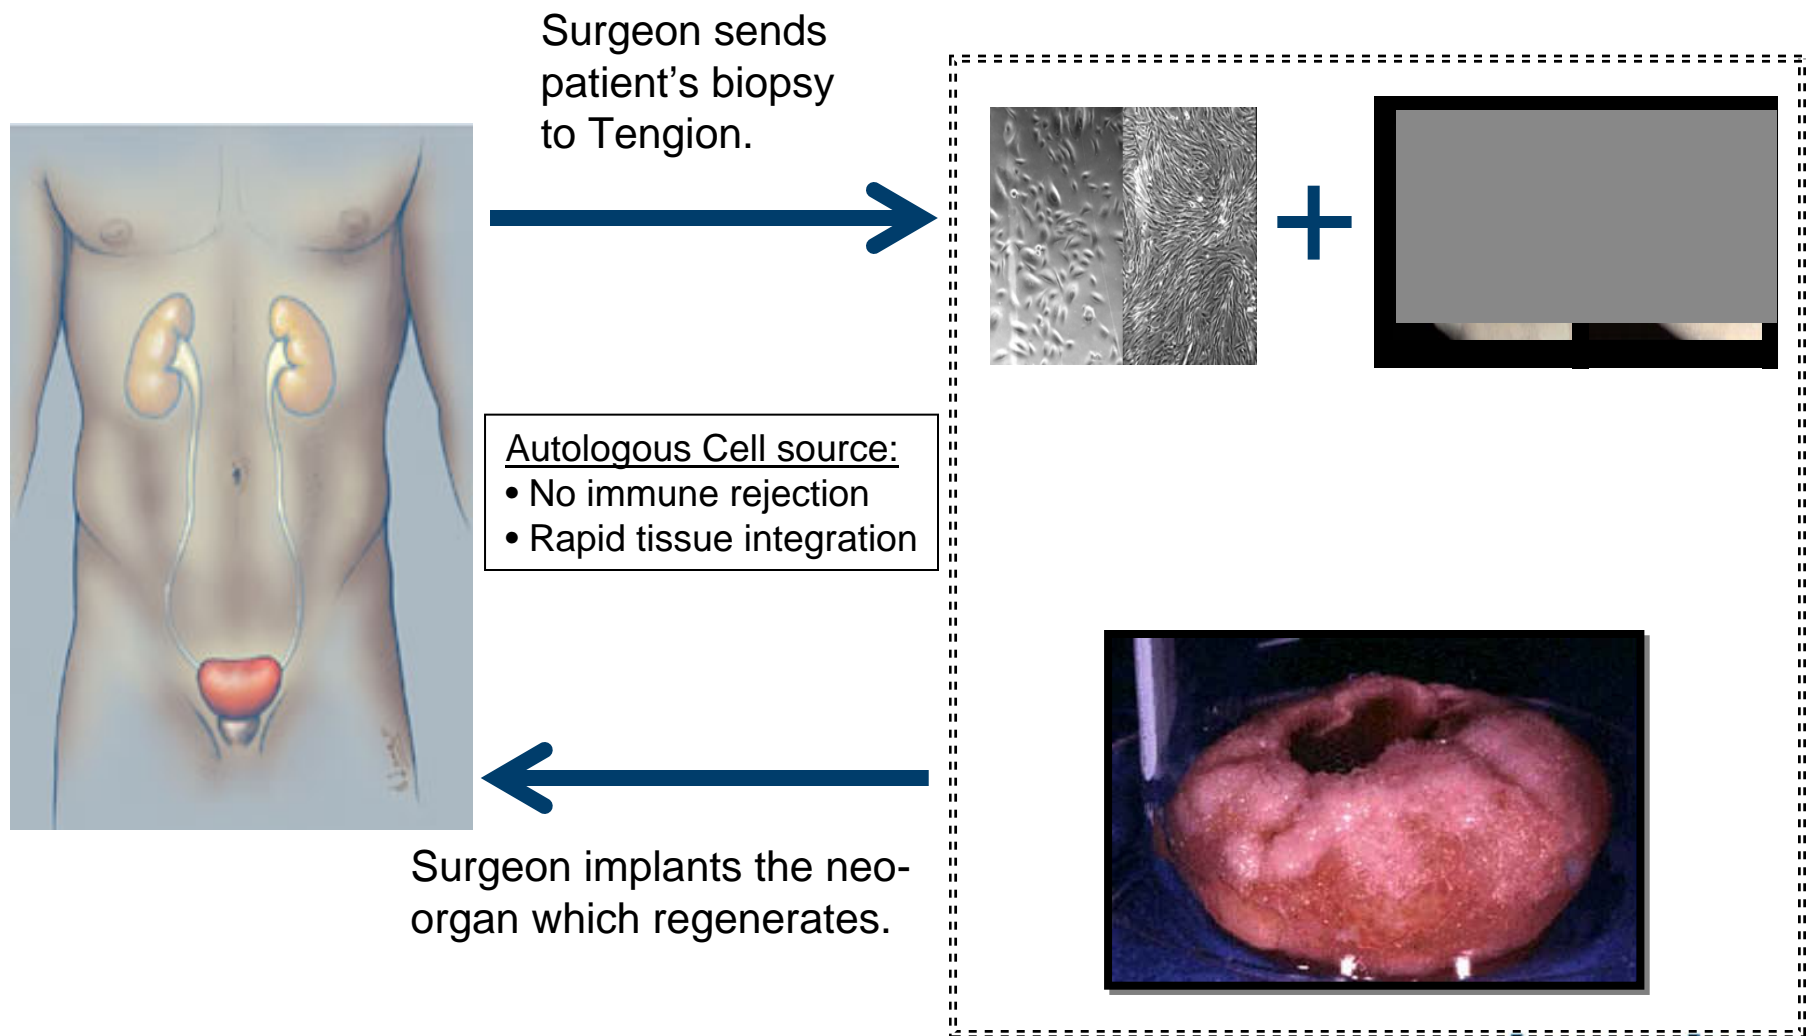 Surgeon sends
patient’s biopsy
to Tengion.
Autologous Cell source:
• No immune rejection
• Rapid tissue integration
Surgeon implants the neo-
organ which regenerates.